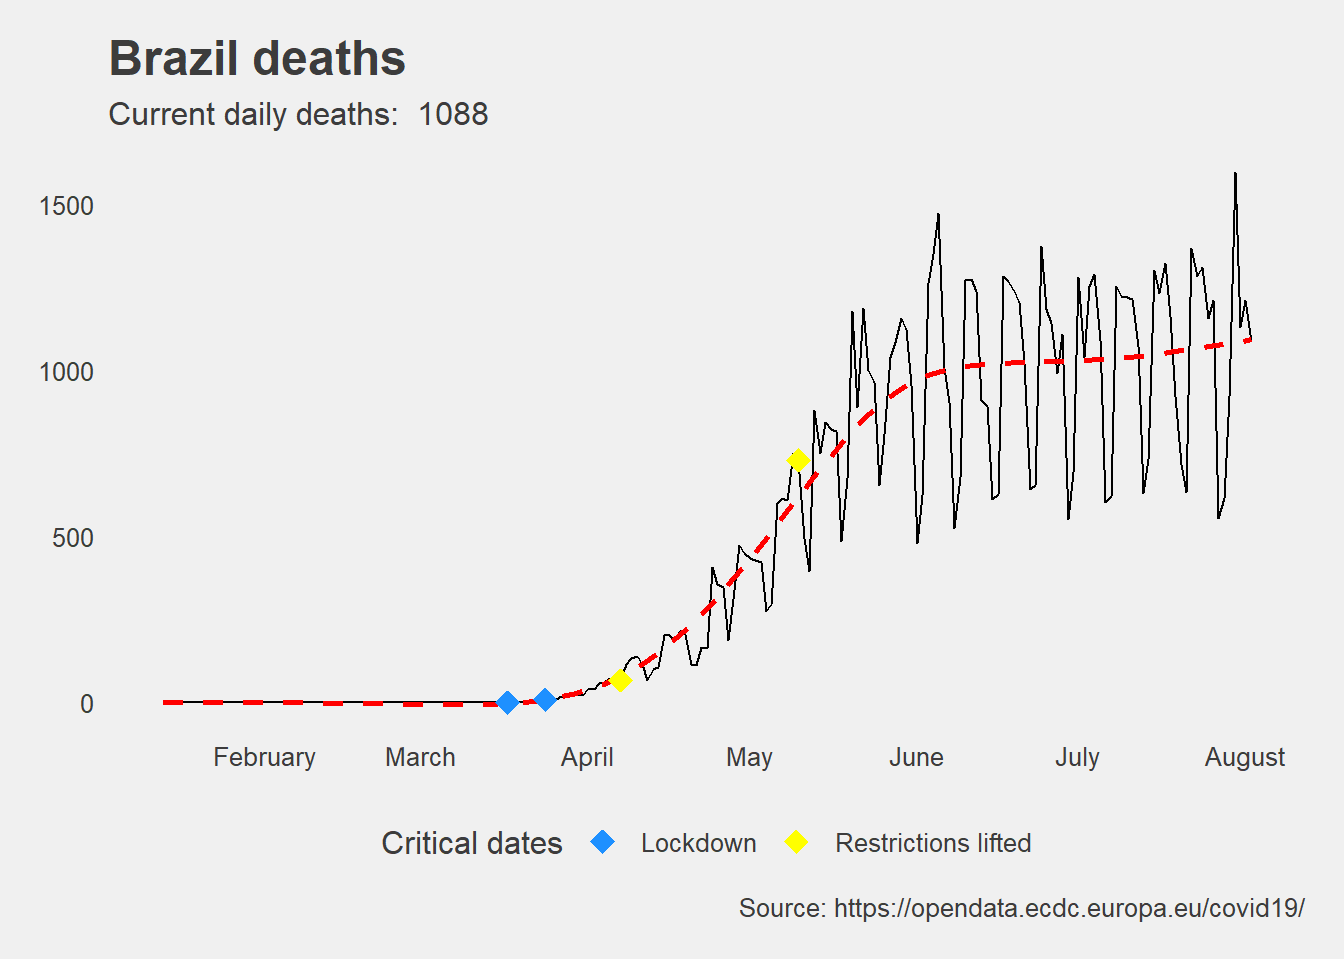 Brazil deaths
Current daily deaths:  1088
1500
1000
500
0
February March April May June July August
Critical dates Lockdown Restrictions lifted
Source: https://opendata.ecdc.europa.eu/covid19/